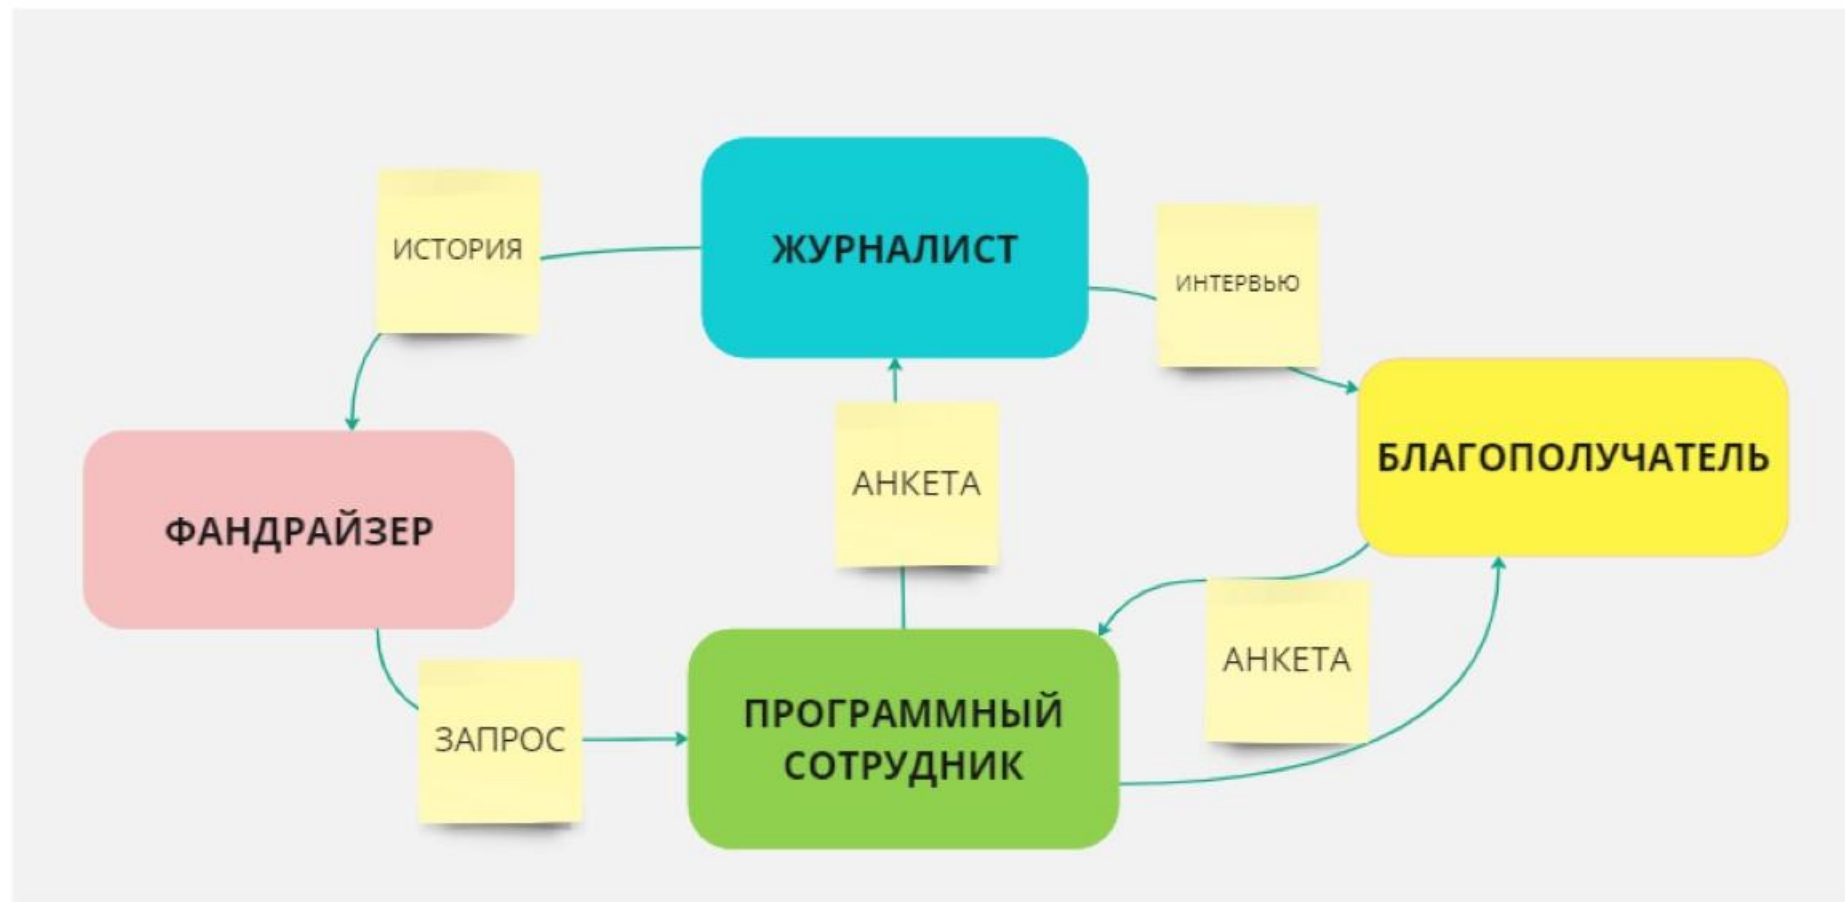 ЖУРНАЛИСТ
ИСТОРИЯ
ИНТЕРВЬЮ
БЛАГОПОЛУЧАТЕЛЬ
АНКЕТА
ФАНДРАЙЗЕР
АНКЕТА
ПРОГРАММНЫЙ
СОТРУДНИК
ЗАПРОС